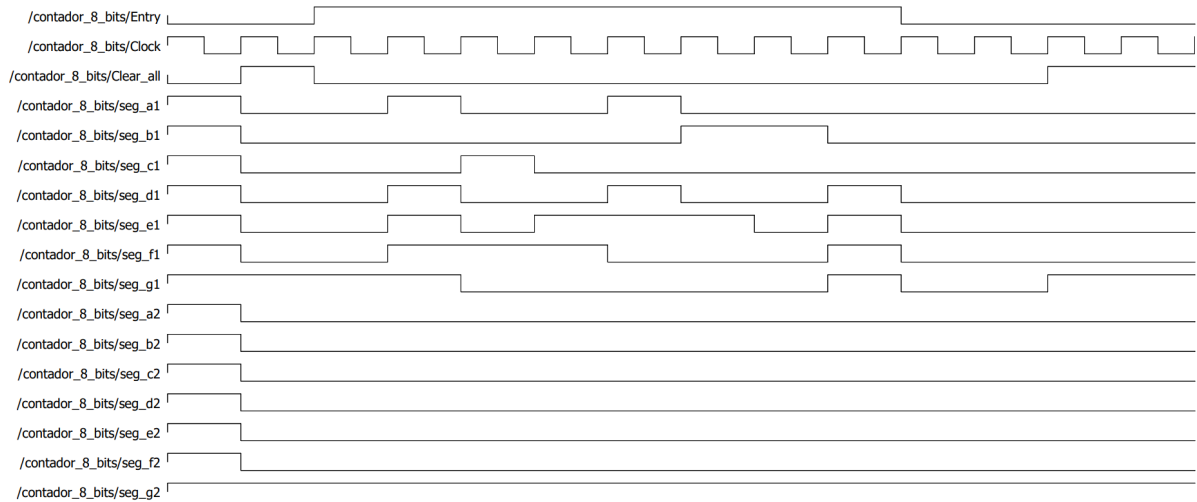 /contador_8_bits/Entry
/contador_8_bits/Clock
/contador_8_bits/Clear_all
/contador_8_bits/seg_a1
/contador_8_bits/seg_b1
/contador_8_bits/seg_c1
/contador_8_bits/seg_d1
/contador_8_bits/seg_e1
/contador_8_bits/seg_f1
/contador_8_bits/seg_g1
/contador_8_bits/seg_a2
/contador_8_bits/seg_b2
/contador_8_bits/seg_c2
/contador_8_bits/seg_d2
/contador_8_bits/seg_e2
/contador_8_bits/seg_f2
/contador_8_bits/seg_g2